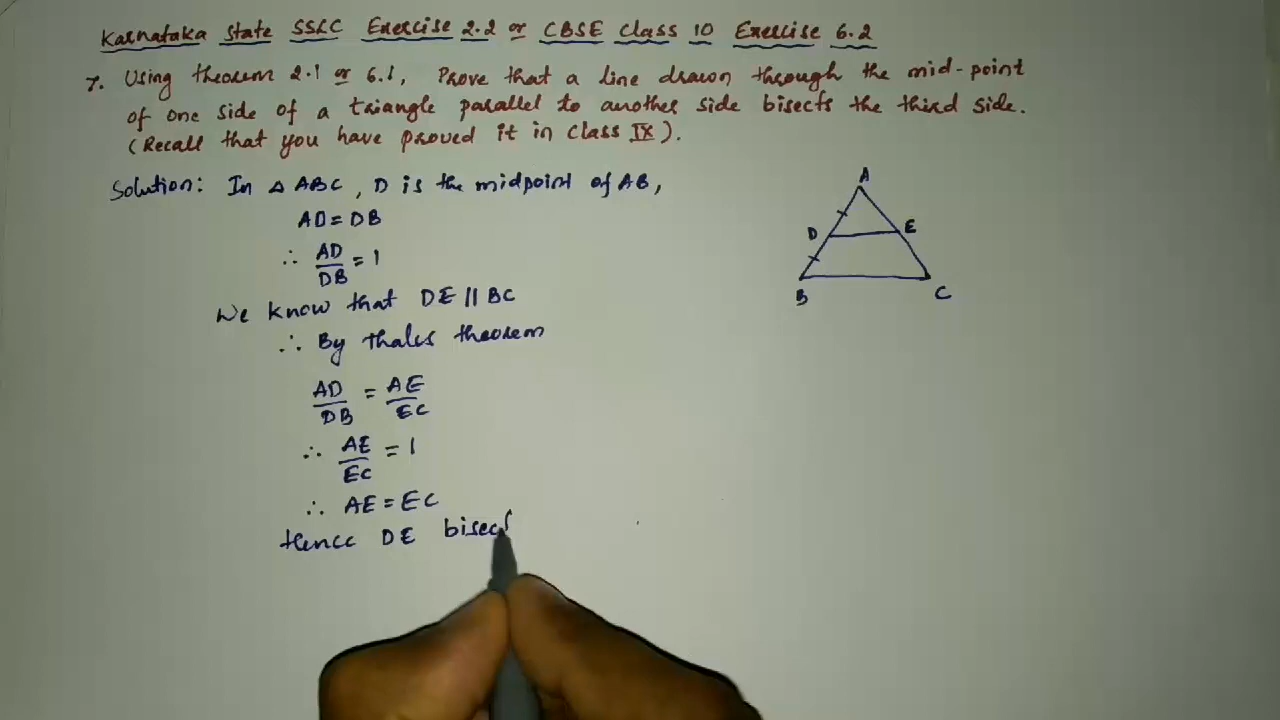 Karnataka State SSLC Exercise 2.2 or CBSE Class 10 Exercise 6.2
7. Using theorem 2.1 or 6.1, Prove that a line drawn through the mid-point
of one side of a triangle parallel to another side bisects the third side.
(Recall that you have proved it in Class IX).
Solution: In △ ABC, D is the midpoint of AB,
AD = DB
∴ AD/DB = 1
We know that DE || BC
∴ By thales theorem
AD/DB = AE/EC
∴ AE/EC = 1
∴ AE = EC
Hence DE bisect
A
D
E
B
C